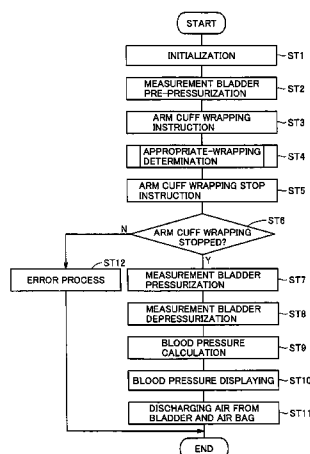 START
INITIALIZATION
ST1
MEASUREMENT BLADDER
PRE-PRESSURIZATION
ST2
ARM CUFF WRAPPING
INSTRUCTION
ST3
APPROPRIATE-WRAPPING
DETERMINATION
ST4
ARM CUFF WRAPPING STOP
INSTRUCTION
ST5
ST6
ARM CUFF WRAPPING
STOPPED?
N
Y
ST12
ERROR PROCESS
MEASUREMENT BLADDER
PRESSURIZATION
ST7
MEASUREMENT BLADDER
DEPRESSURIZATION
ST8
BLOOD PRESSURE
CALCULATION
ST9
BLOOD PRESSURE DISPLAYING
ST10
DISCHARGING AIR FROM
BLADDER AND AIR BAG
ST11
END